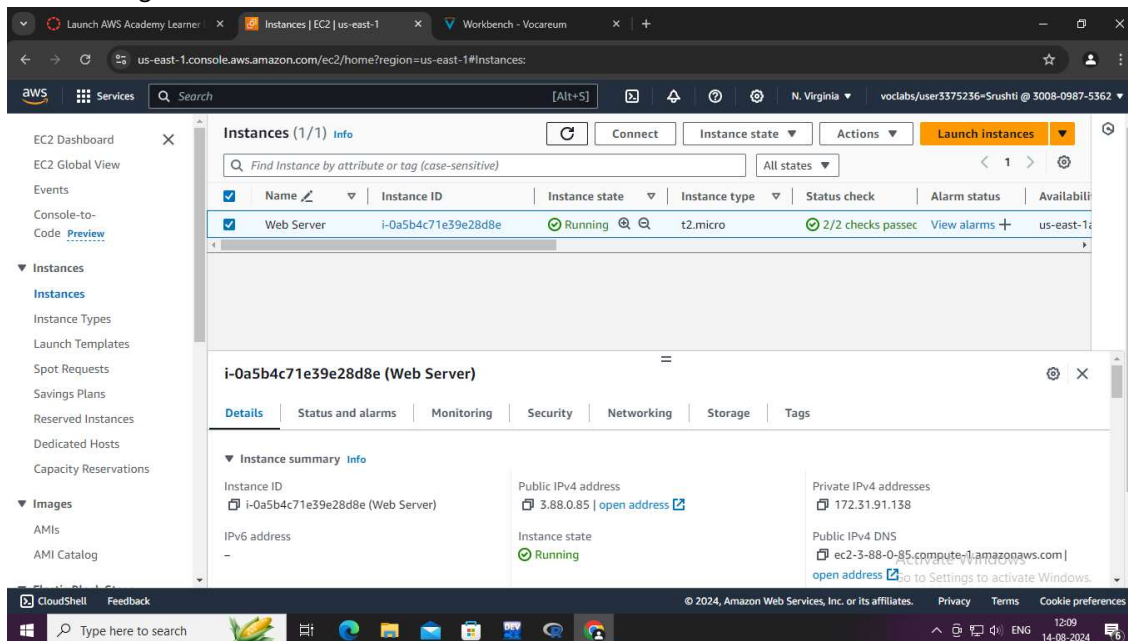 Launch AWS Academy Learner
Instances | EC2 | us-east-1
Workbench - Vocareum
us-east-1.console.aws.amazon.com/ec2/home?region=us-east-1#Instances:
aws Services Search [Alt+S] N. Virginia voclabs/user3375236=Srushti @ 3008-0987-5362
EC2 Dashboard
EC2 Global View
Events
Console-to-
Code Preview
Instances
Instances
Instance Types
Launch Templates
Spot Requests
Savings Plans
Reserved Instances
Dedicated Hosts
Capacity Reservations
Images
AMIs
AMI Catalog
Instances (1/1) Info Connect Instance state Actions Launch instances
Find Instance by attribute or tag (case-sensitive) All states 1
Name Instance ID Instance state Instance type Status check Alarm status Availabili
Web Server i-0a5b4c71e39e28d8e Running t2.micro 2/2 checks passec View alarms + us-east-1a
i-0a5b4c71e39e28d8e (Web Server)
Details Status and alarms Monitoring Security Networking Storage Tags
Instance summary Info
Instance ID Public IPv4 address Private IPv4 addresses
i-0a5b4c71e39e28d8e (Web Server) 3.88.0.85 | open address 172.31.91.138
IPv6 address Instance state Public IPv4 DNS
– Running ec2-3-88-0-85.compute-1.amazonaws.com |
open address
Activate Windows
Go to Settings to activate Windows.
CloudShell Feedback © 2024, Amazon Web Services, Inc. or its affiliates. Privacy Terms Cookie preferences
Type here to search ENG 12:09
14-08-2024